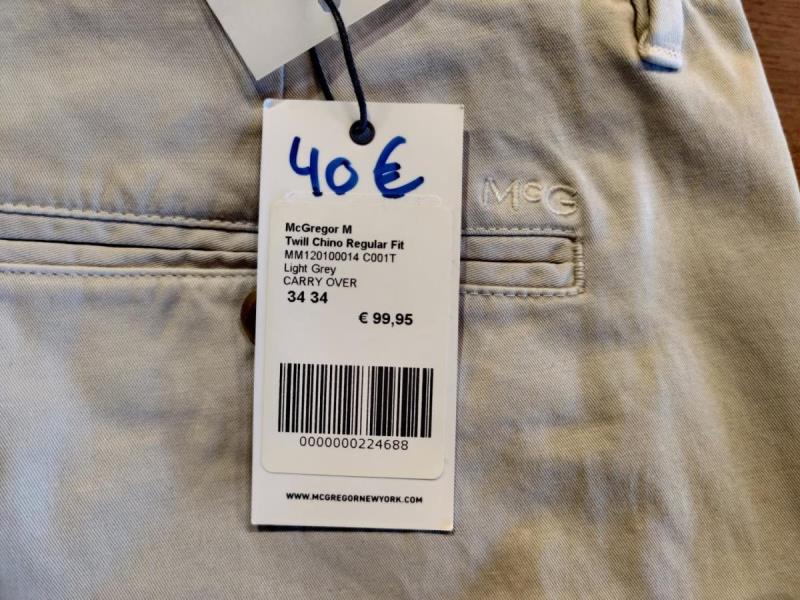 40 €
McG
McGregor M
Twill Chino Regular Fit
MM120100014 C001T
Light Grey
CARRY OVER
34 34
€ 99,95
0000000224688
WWW.MCGREGORNEWYORK.COM